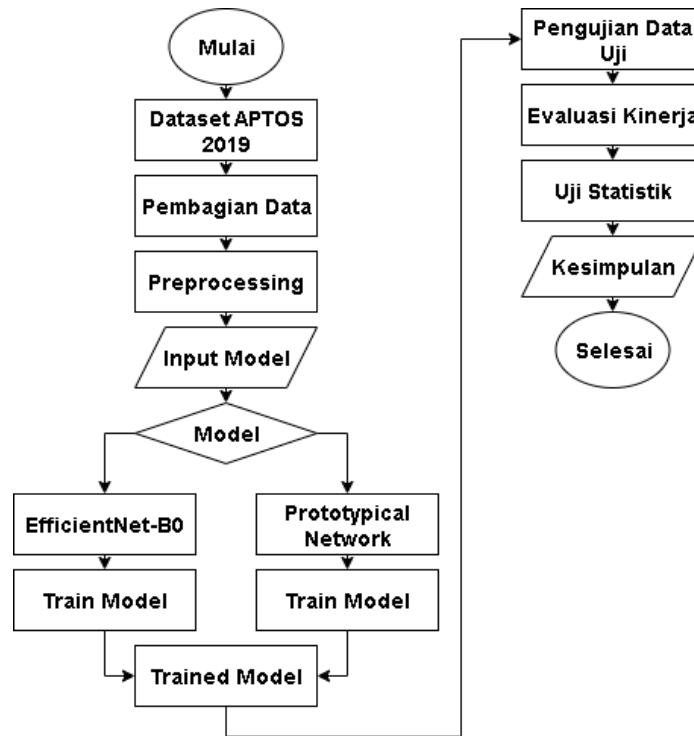 Mulai
Dataset APTOS
2019
Pembagian Data
Preprocessing
Input Model
Model
EfficientNet-B0
Prototypical
Network
Train Model
Train Model
Trained Model
Pengujian Data
Uji
Evaluasi Kinerja
Uji Statistik
Kesimpulan
Selesai